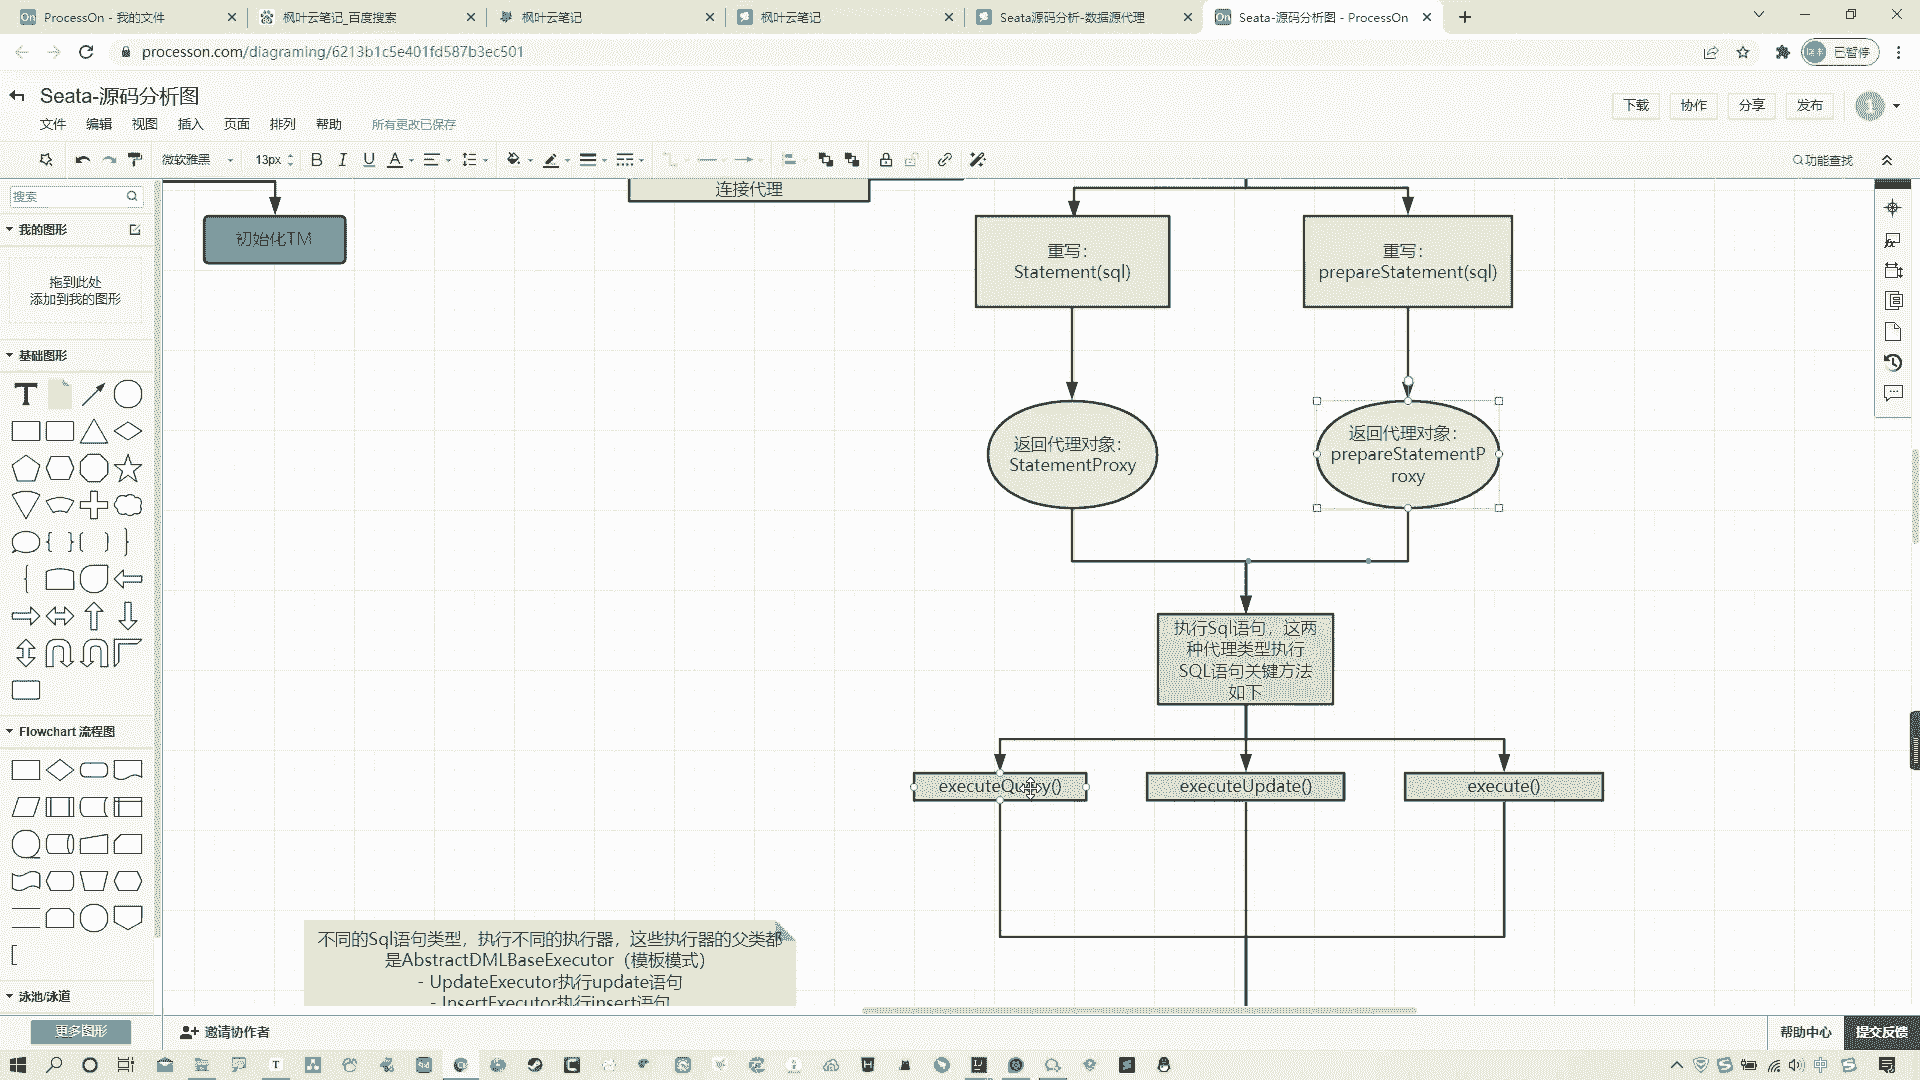 ProcessOn - 我的文件
枫叶云笔记_百度搜索
枫叶云笔记
枫叶云笔记
Seata源码分析-数据源代理
Seata-源码分析图 - ProcessOn
processon.com/diagraming/6213b1c5e401fd587b3ec501
已暂停
Seata-源码分析图
文件
编辑
视图
插入
页面
排列
帮助
所有更改已保存
下载
协作
分享
发布
微软雅黑
13px
功能查找
搜索
我的图形
拖到此处
添加到我的图形
基础图形
Flowchart 流程图
泳池/泳道
更多图形
初始化TM
连接代理
重写：
Statement(sql)
重写：
prepareStatement(sql)
返回代理对象：
StatementProxy
返回代理对象：
prepareStatementP
roxy
执行Sql语句，这两
种代理类型执行
SQL语句关键方法
如下
executeQuery()
executeUpdate()
execute()
不同的Sql语句类型，执行不同的执行器，这些执行器的父类都
是AbstractDMLBaseExecutor（模板模式）
- UpdateExecutor执行update语句
- InsertExecutor执行insert语句
邀请协作者
帮助中心
提交反馈
中